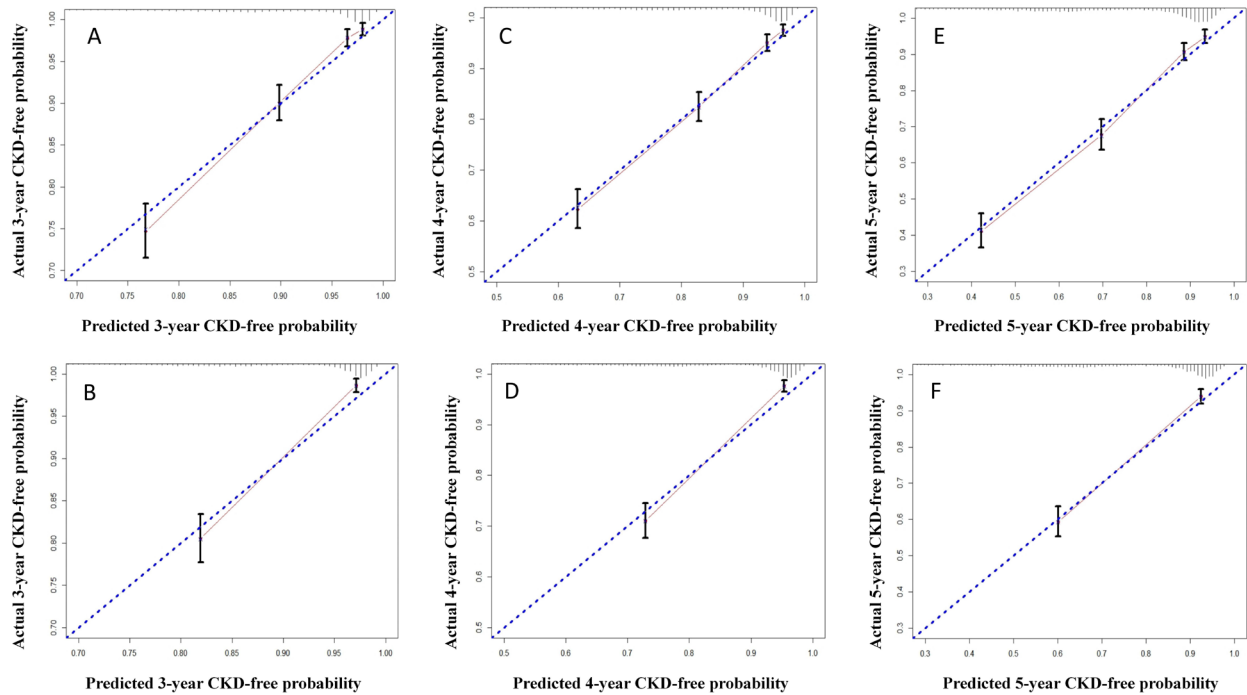 A
Actual 3-year CKD-free probability
0.70 0.75 0.80 0.85 0.90 0.95 1.00
0.70 0.75 0.80 0.85 0.90 0.95 1.00
Predicted 3-year CKD-free probability
C
Actual 4-year CKD-free probability
0.5 0.6 0.7 0.8 0.9 1.0
0.5 0.6 0.7 0.8 0.9 1.0
Predicted 4-year CKD-free probability
E
Actual 5-year CKD-free probability
0.3 0.4 0.5 0.6 0.7 0.8 0.9 1.0
0.3 0.4 0.5 0.6 0.7 0.8 0.9 1.0
Predicted 5-year CKD-free probability
B
Actual 3-year CKD-free probability
0.70 0.75 0.80 0.85 0.90 0.95 1.00
0.70 0.75 0.80 0.85 0.90 0.95 1.00
Predicted 3-year CKD-free probability
D
Actual 4-year CKD-free probability
0.5 0.6 0.7 0.8 0.9 1.0
0.5 0.6 0.7 0.8 0.9 1.0
Predicted 4-year CKD-free probability
F
Actual 5-year CKD-free probability
0.3 0.4 0.5 0.6 0.7 0.8 0.9 1.0
0.3 0.4 0.5 0.6 0.7 0.8 0.9 1.0
Predicted 5-year CKD-free probability